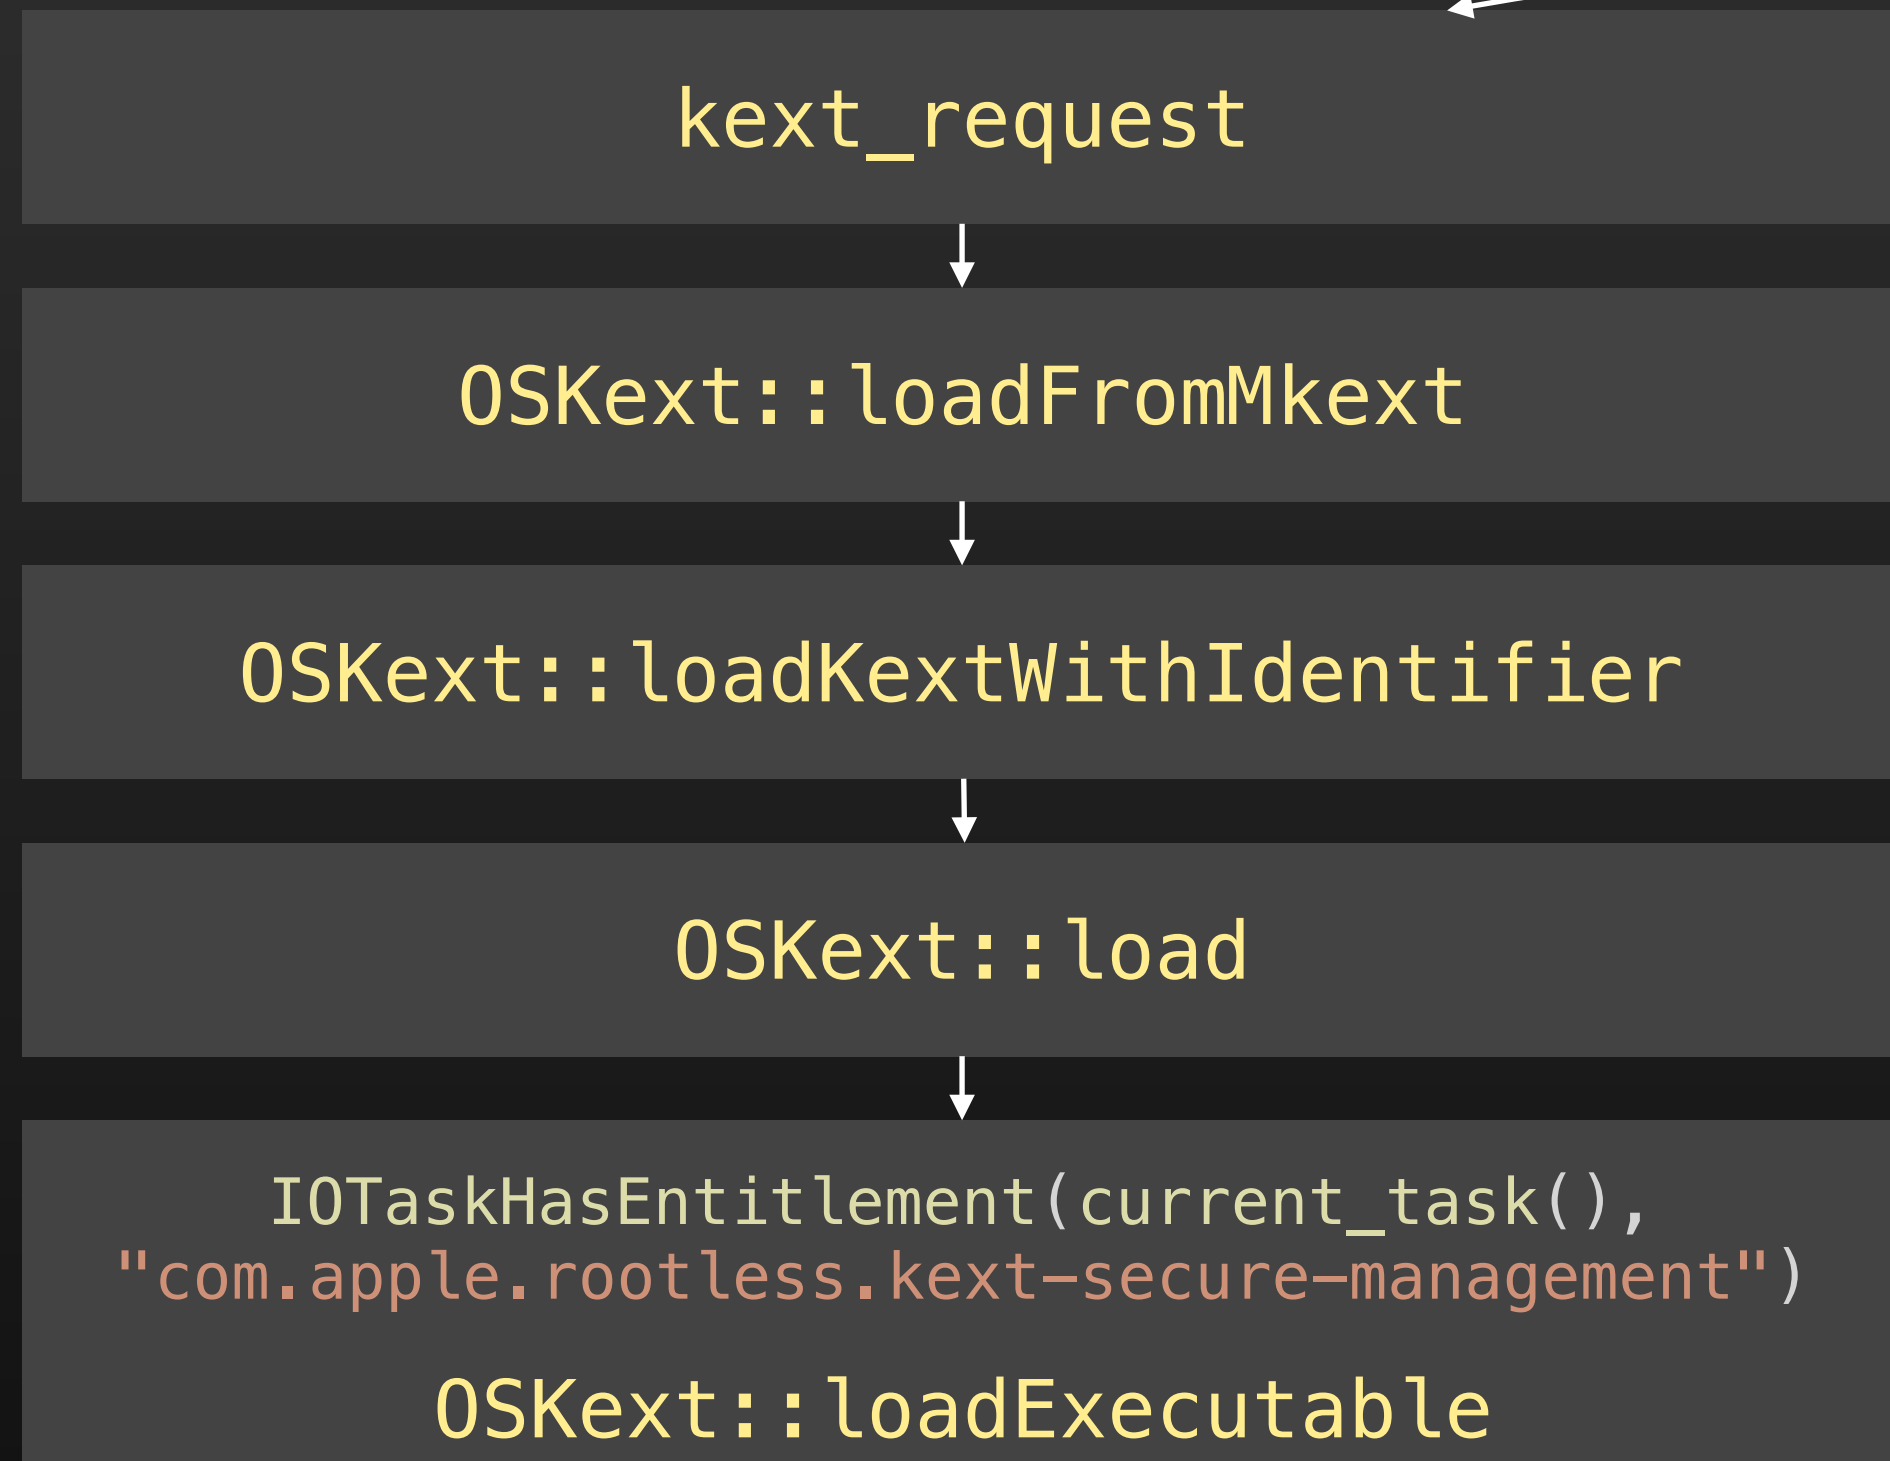 kext_request
OSKext::loadFromMkext
OSKext::loadKextWithIdentifier
OSKext::load
IOTaskHasEntitlement(current_task(),
"com.apple.rootless.kext-secure-management")
OSKext::loadExecutable